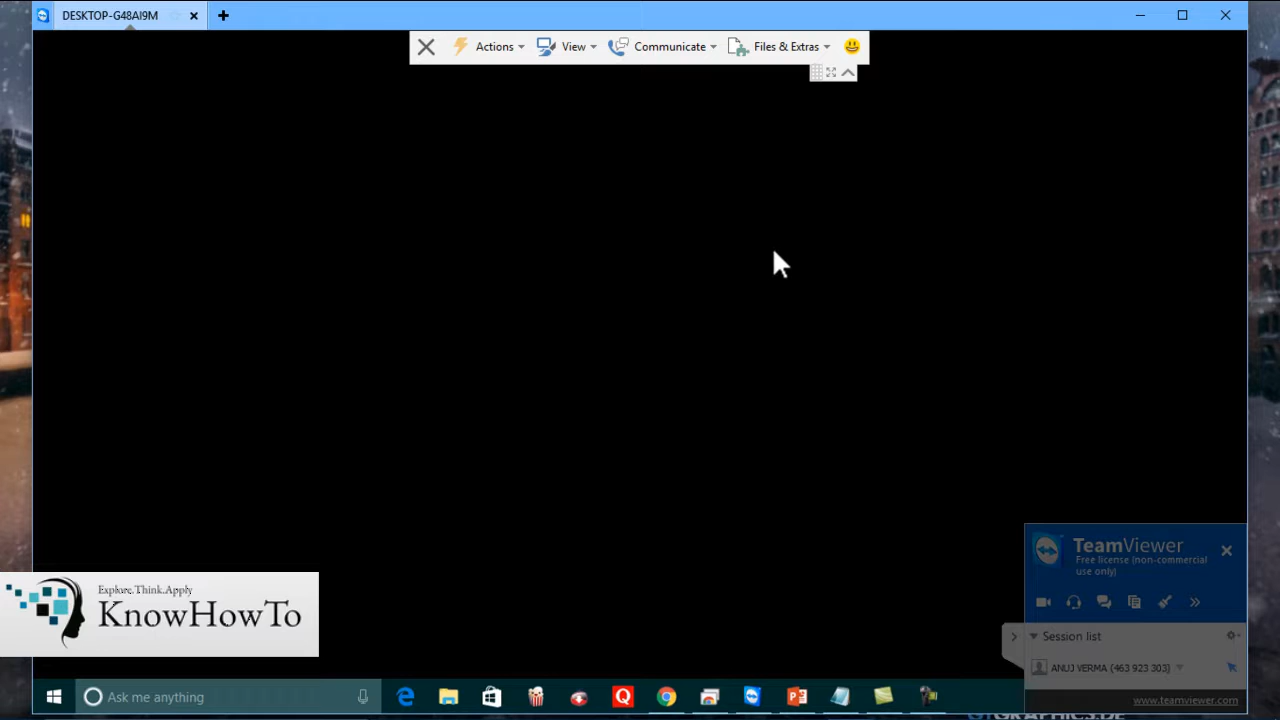 DESKTOP-G48AI9M
Actions
View
Communicate
Files & Extras
TeamViewer
Free license (non-commercial
use only)
Session list
ANUJ VERMA (463 923 303)
www.teamviewer.com
Explore.Think.Apply
KnowHowTo
Ask me anything
Q